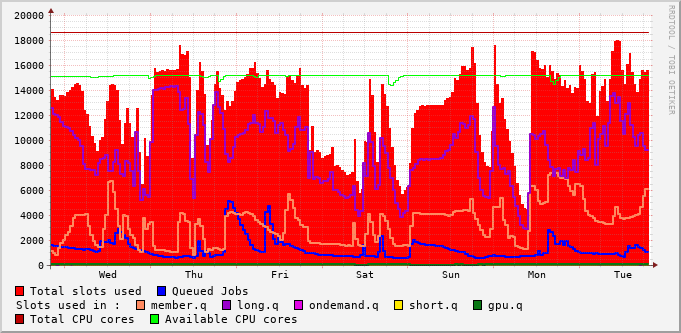 20000
18000
16000
14000
12000
10000
8000
6000
4000
2000
0
Wed Thu Fri Sat Sun Mon Tue
Total slots used Queued Jobs
Slots used in : member.q long.q ondemand.q short.q gpu.q
Total CPU cores Available CPU cores
RRDTOOL / TOBI OETIKER